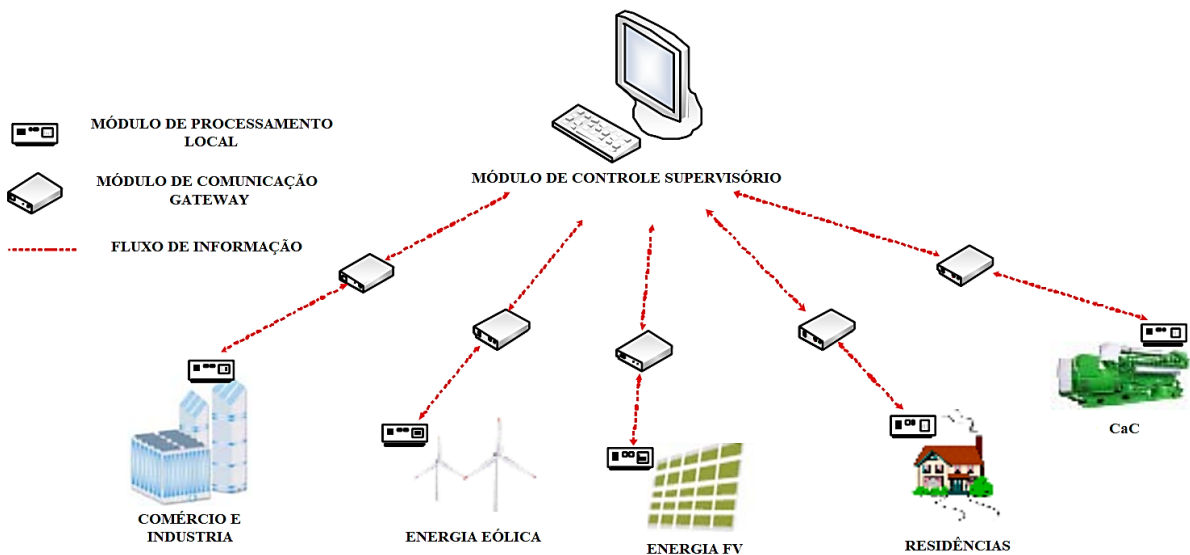 MÓDULO DE PROCESSAMENTO
LOCAL
MÓDULO DE COMUNICAÇÃO
GATEWAY
FLUXO DE INFORMAÇÃO
MÓDULO DE CONTROLE SUPERVISÓRIO
COMÉRCIO E
INDUSTRIA
ENERGIA EÓLICA
ENERGIA FV
RESIDÊNCIAS
CaC